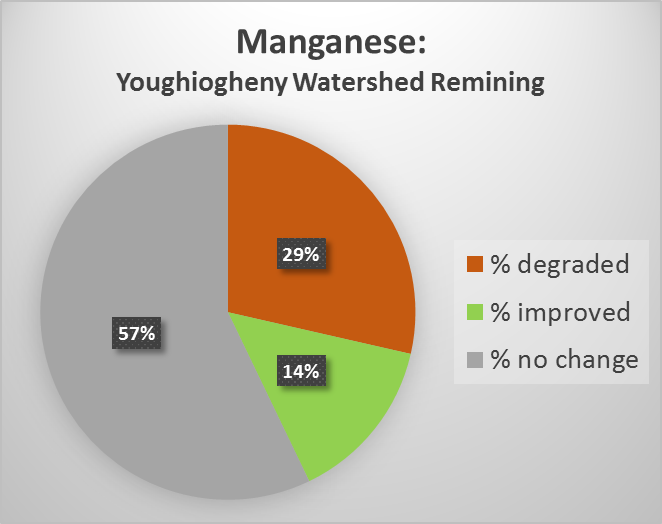 Manganese:
Youghiogheny Watershed Remining
29%
14%
57%
% degraded
% improved
% no change